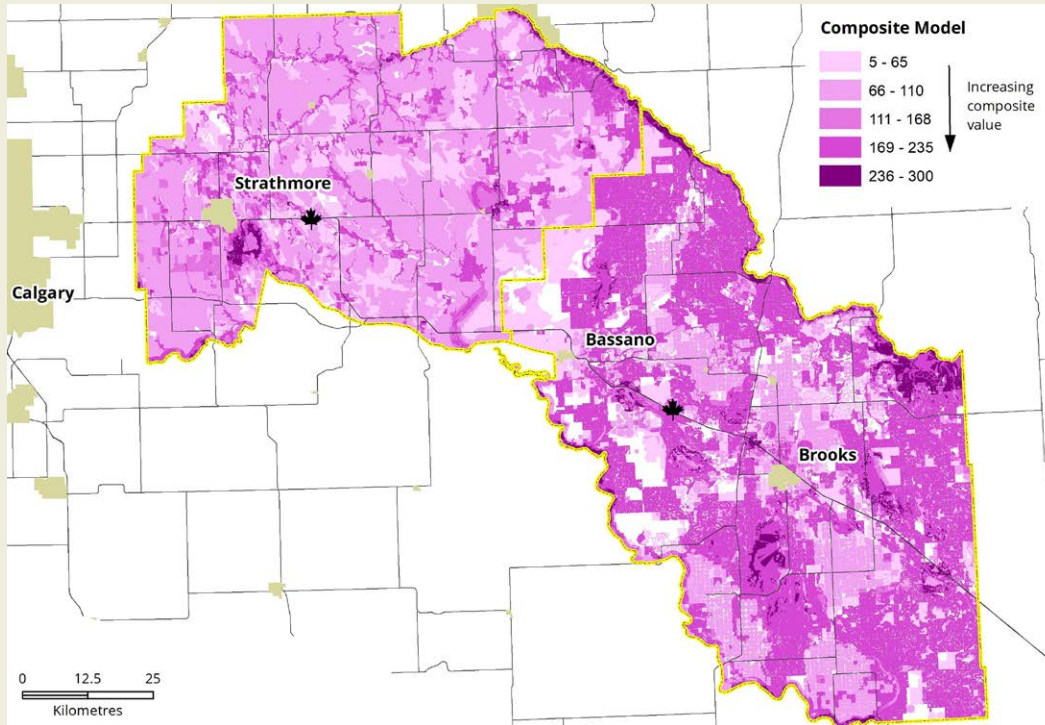 Composite Model
5 - 65
66 - 110
111 - 168
169 - 235
236 - 300
Increasing
composite
value
Strathmore
Calgary
Bassano
Brooks
0 12.5 25
Kilometres